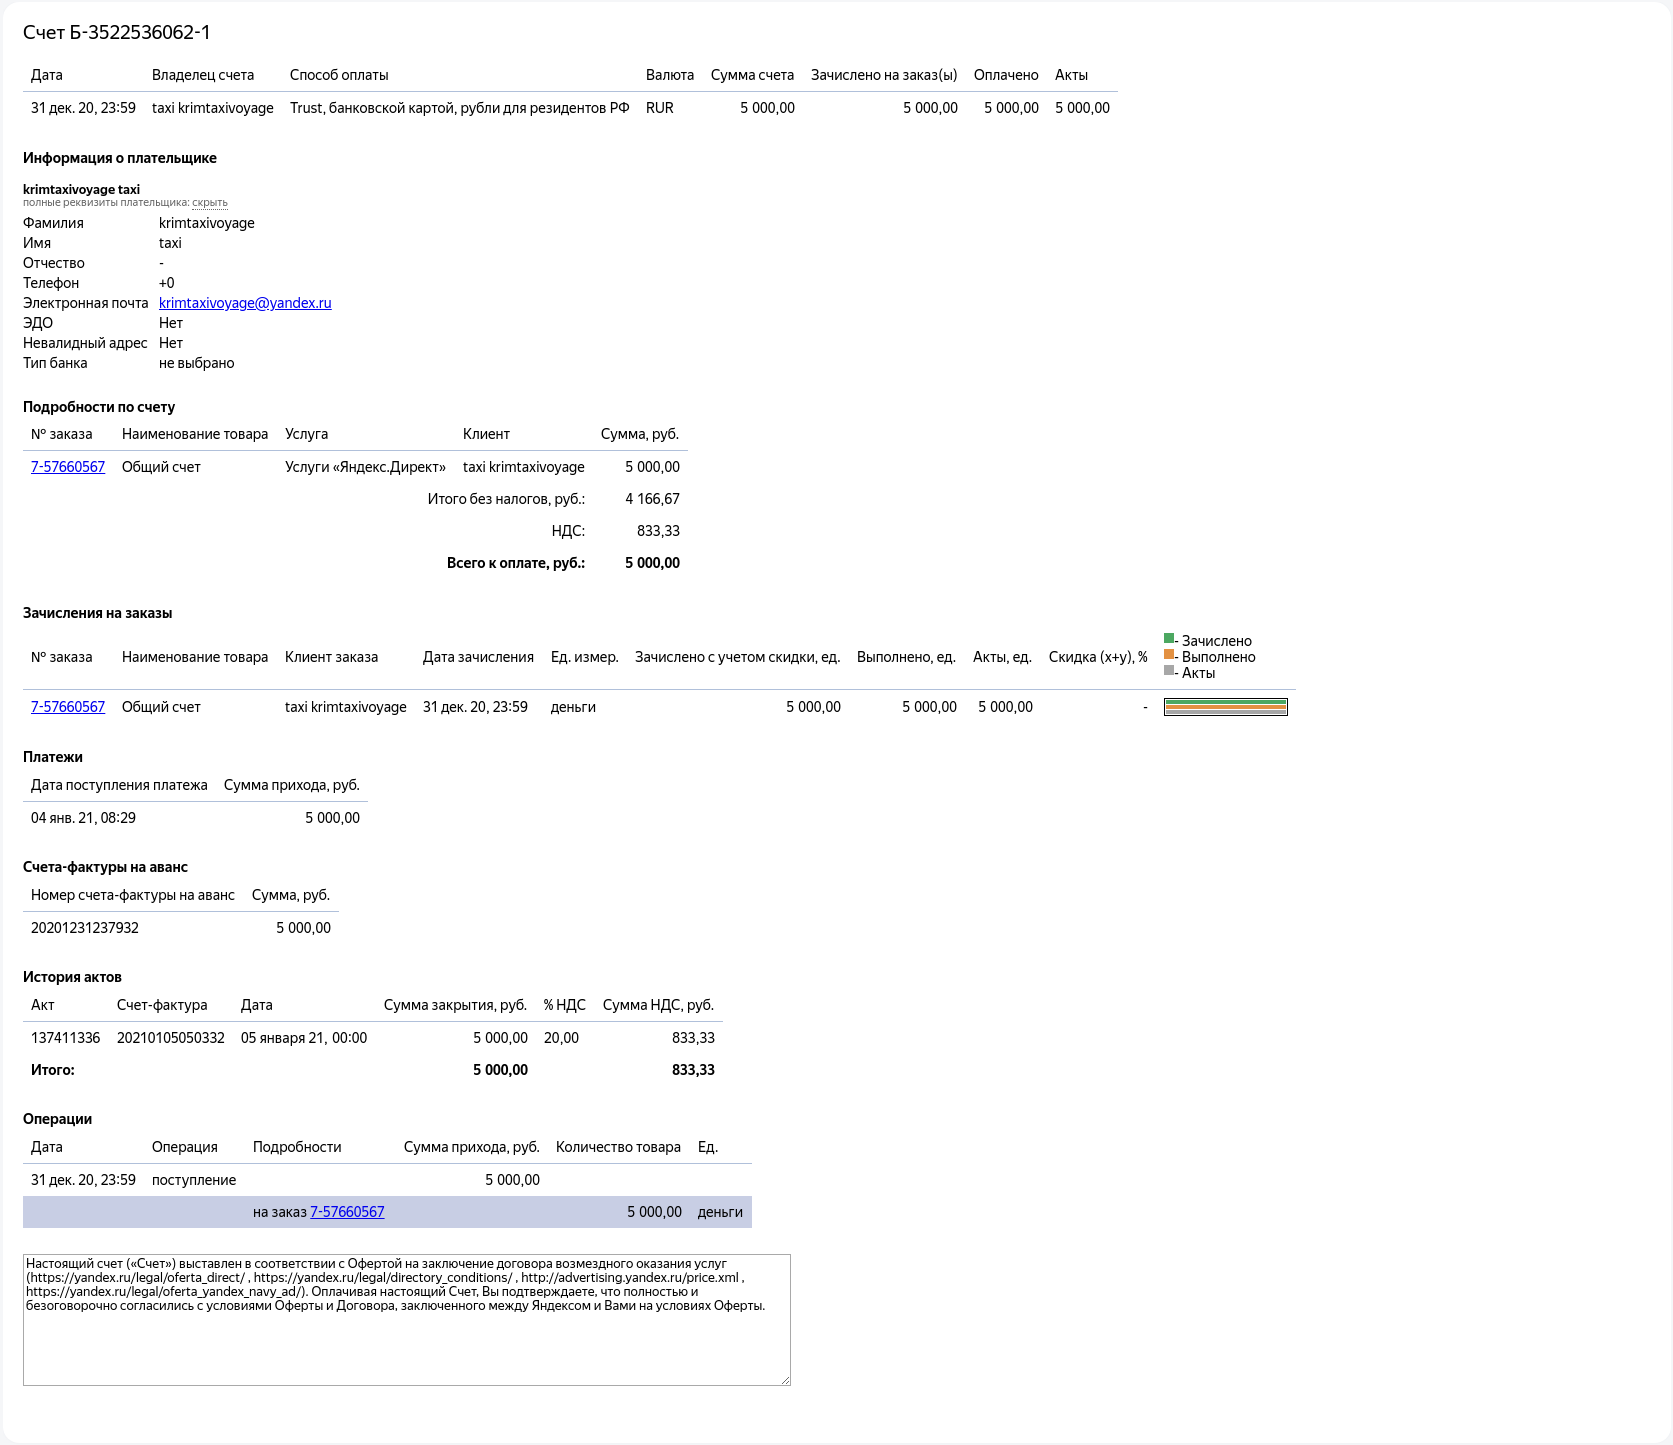 Счет Б-3522536062-1
Дата Владелец счета Способ оплаты Валюта Сумма счета Зачислено на заказ(ы) Оплачено Акты
31 дек. 20, 23:59 taxi krimtaxivoyage Trust, банковской картой, рубли для резидентов РФ RUR 5 000,00 5 000,00 5 000,00 5 000,00
Информация о плательщике
krimtaxivoyage taxi
полные реквизиты плательщика: скрыть
Фамилия krimtaxivoyage
Имя taxi
Отчество -
Телефон +0
Электронная почта krimtaxivoyage@yandex.ru
ЭДО Нет
Невалидный адрес Нет
Тип банка не выбрано
Подробности по счету
№ заказа Наименование товара Услуга Клиент Сумма, руб.
7-57660567 Общий счет Услуги «Яндекс.Директ» taxi krimtaxivoyage 5 000,00
Итого без налогов, руб.: 4 166,67
НДС: 833,33
Всего к оплате, руб.: 5 000,00
Зачисления на заказы
№ заказа Наименование товара Клиент заказа Дата зачисления Ед. измер. Зачислено с учетом скидки, ед. Выполнено, ед. Акты, ед. Скидка (x+y), %
- Зачислено
- Выполнено
- Акты
7-57660567 Общий счет taxi krimtaxivoyage 31 дек. 20, 23:59 деньги 5 000,00 5 000,00 5 000,00 -
Платежи
Дата поступления платежа Сумма прихода, руб.
04 янв. 21, 08:29 5 000,00
Счета-фактуры на аванс
Номер счета-фактуры на аванс Сумма, руб.
20201231237932 5 000,00
История актов
Акт Счет-фактура Дата Сумма закрытия, руб. % НДС Сумма НДС, руб.
137411336 20210105050332 05 января 21, 00:00 5 000,00 20,00 833,33
Итого: 5 000,00 833,33
Операции
Дата Операция Подробности Сумма прихода, руб. Количество товара Ед.
31 дек. 20, 23:59 поступление 5 000,00
на заказ 7-57660567 5 000,00 деньги
Настоящий счет («Счет») выставлен в соответствии с Офертой на заключение договора возмездного оказания услуг
(https://yandex.ru/legal/oferta_direct/ , https://yandex.ru/legal/directory_conditions/ , http://advertising.yandex.ru/price.xml ,
https://yandex.ru/legal/oferta_yandex_navy_ad/). Оплачивая настоящий Счет, Вы подтверждаете, что полностью и
безоговорочно согласились с условиями Оферты и Договора, заключенного между Яндексом и Вами на условиях Оферты.